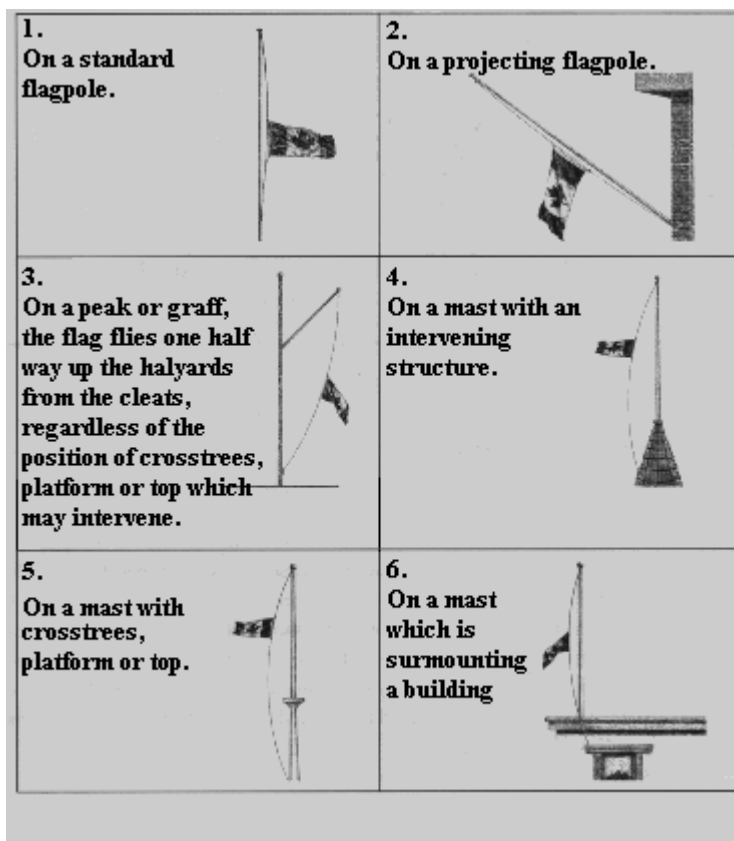 1.
On a standard
flagpole.
2.
On a projecting flagpole.
3.
On a peak or graff,
the flag flies one half
way up the halyards
from the cleats,
regardless of the
position of crosstrees,
platform or top which
may intervene.
4.
On a mast with an
intervening
structure.
5.
On a mast with
crosstrees,
platform or top.
6.
On a mast
which is
surmounting
a building